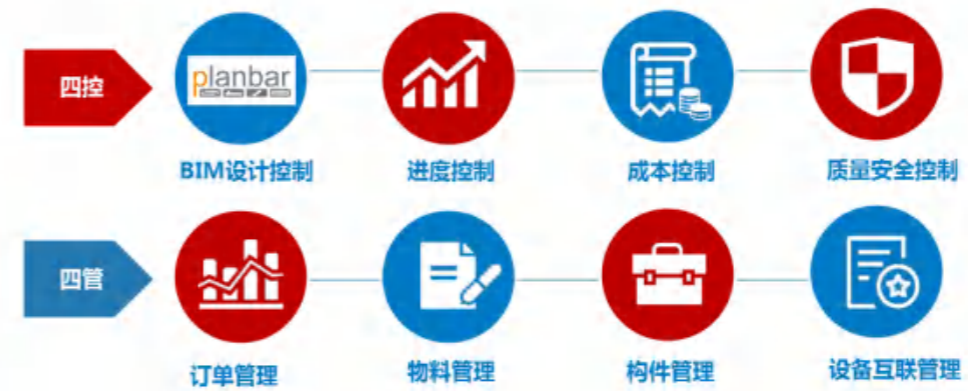 四控
planbar
BIM设计控制
进度控制
成本控制
质量安全控制
四管
订单管理
物料管理
构件管理
设备互联管理